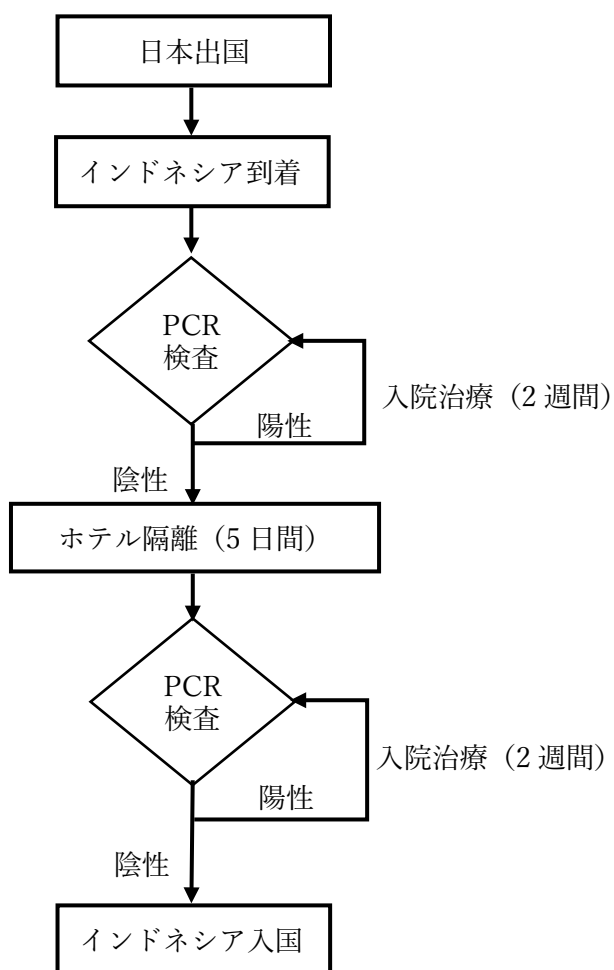 日本出国
インドネシア到着
PCR
検査
入院治療（2 週間）
陽性
陰性
ホテル隔離（5 日間）
PCR
検査
入院治療（2 週間）
陽性
陰性
インドネシア入国